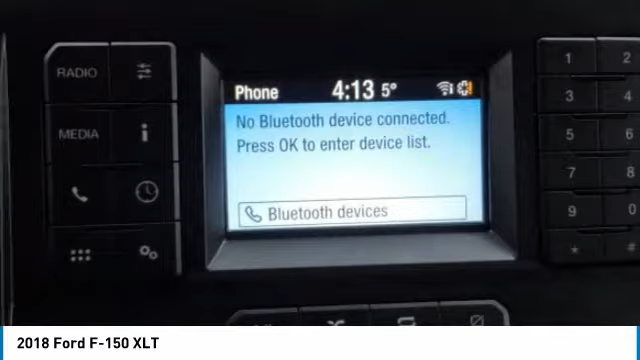 RADIO
MEDIA
i
Phone 4:13 5°
No Bluetooth device connected.
Press OK to enter device list.
Bluetooth devices
1 2
3 4
5 6
7 8
9 0
* #
2018 Ford F-150 XLT